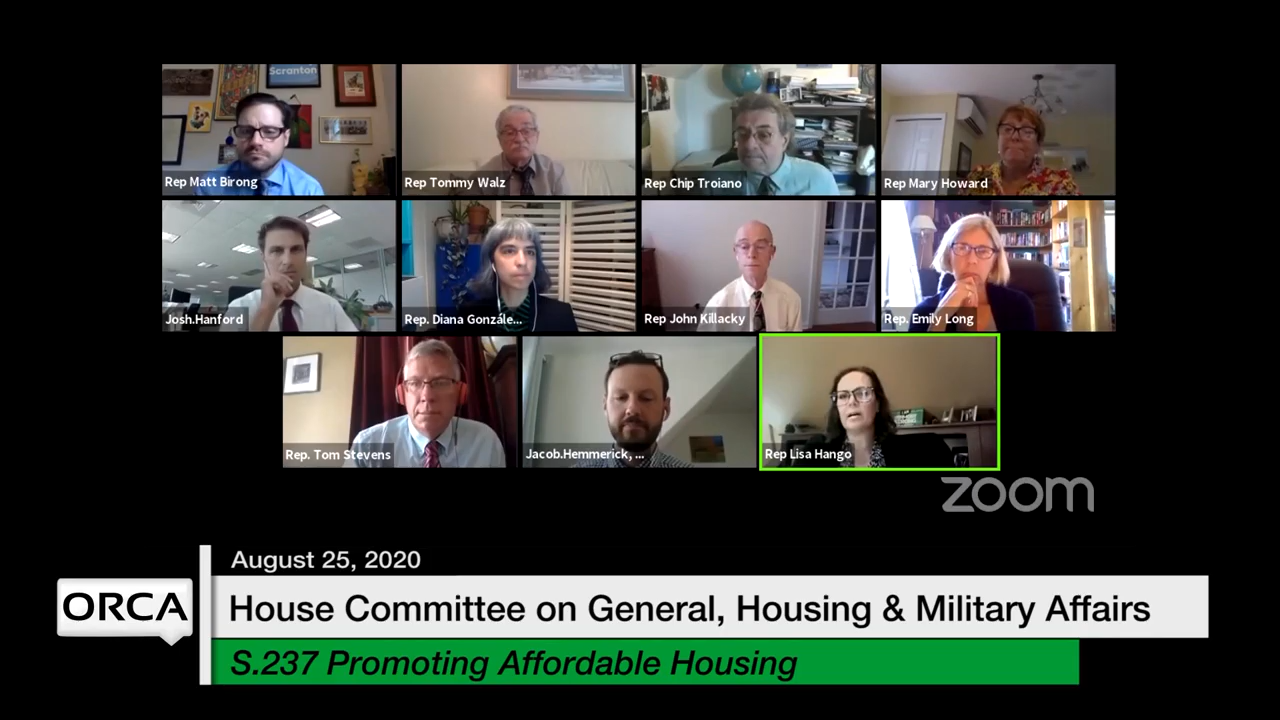 Scranton
Rep Matt Birong
Rep Tommy Walz
Rep Chip Troiano
Rep Mary Howard
Josh.Hanford
Rep. Diana Gonzále...
Rep John Killacky
Rep. Emily Long
Rep. Tom Stevens
Jacob.Hemmerick, ...
Rep Lisa Hango
zoom
August 25, 2020
ORCA
House Committee on General, Housing & Military Affairs
S.237 Promoting Affordable Housing